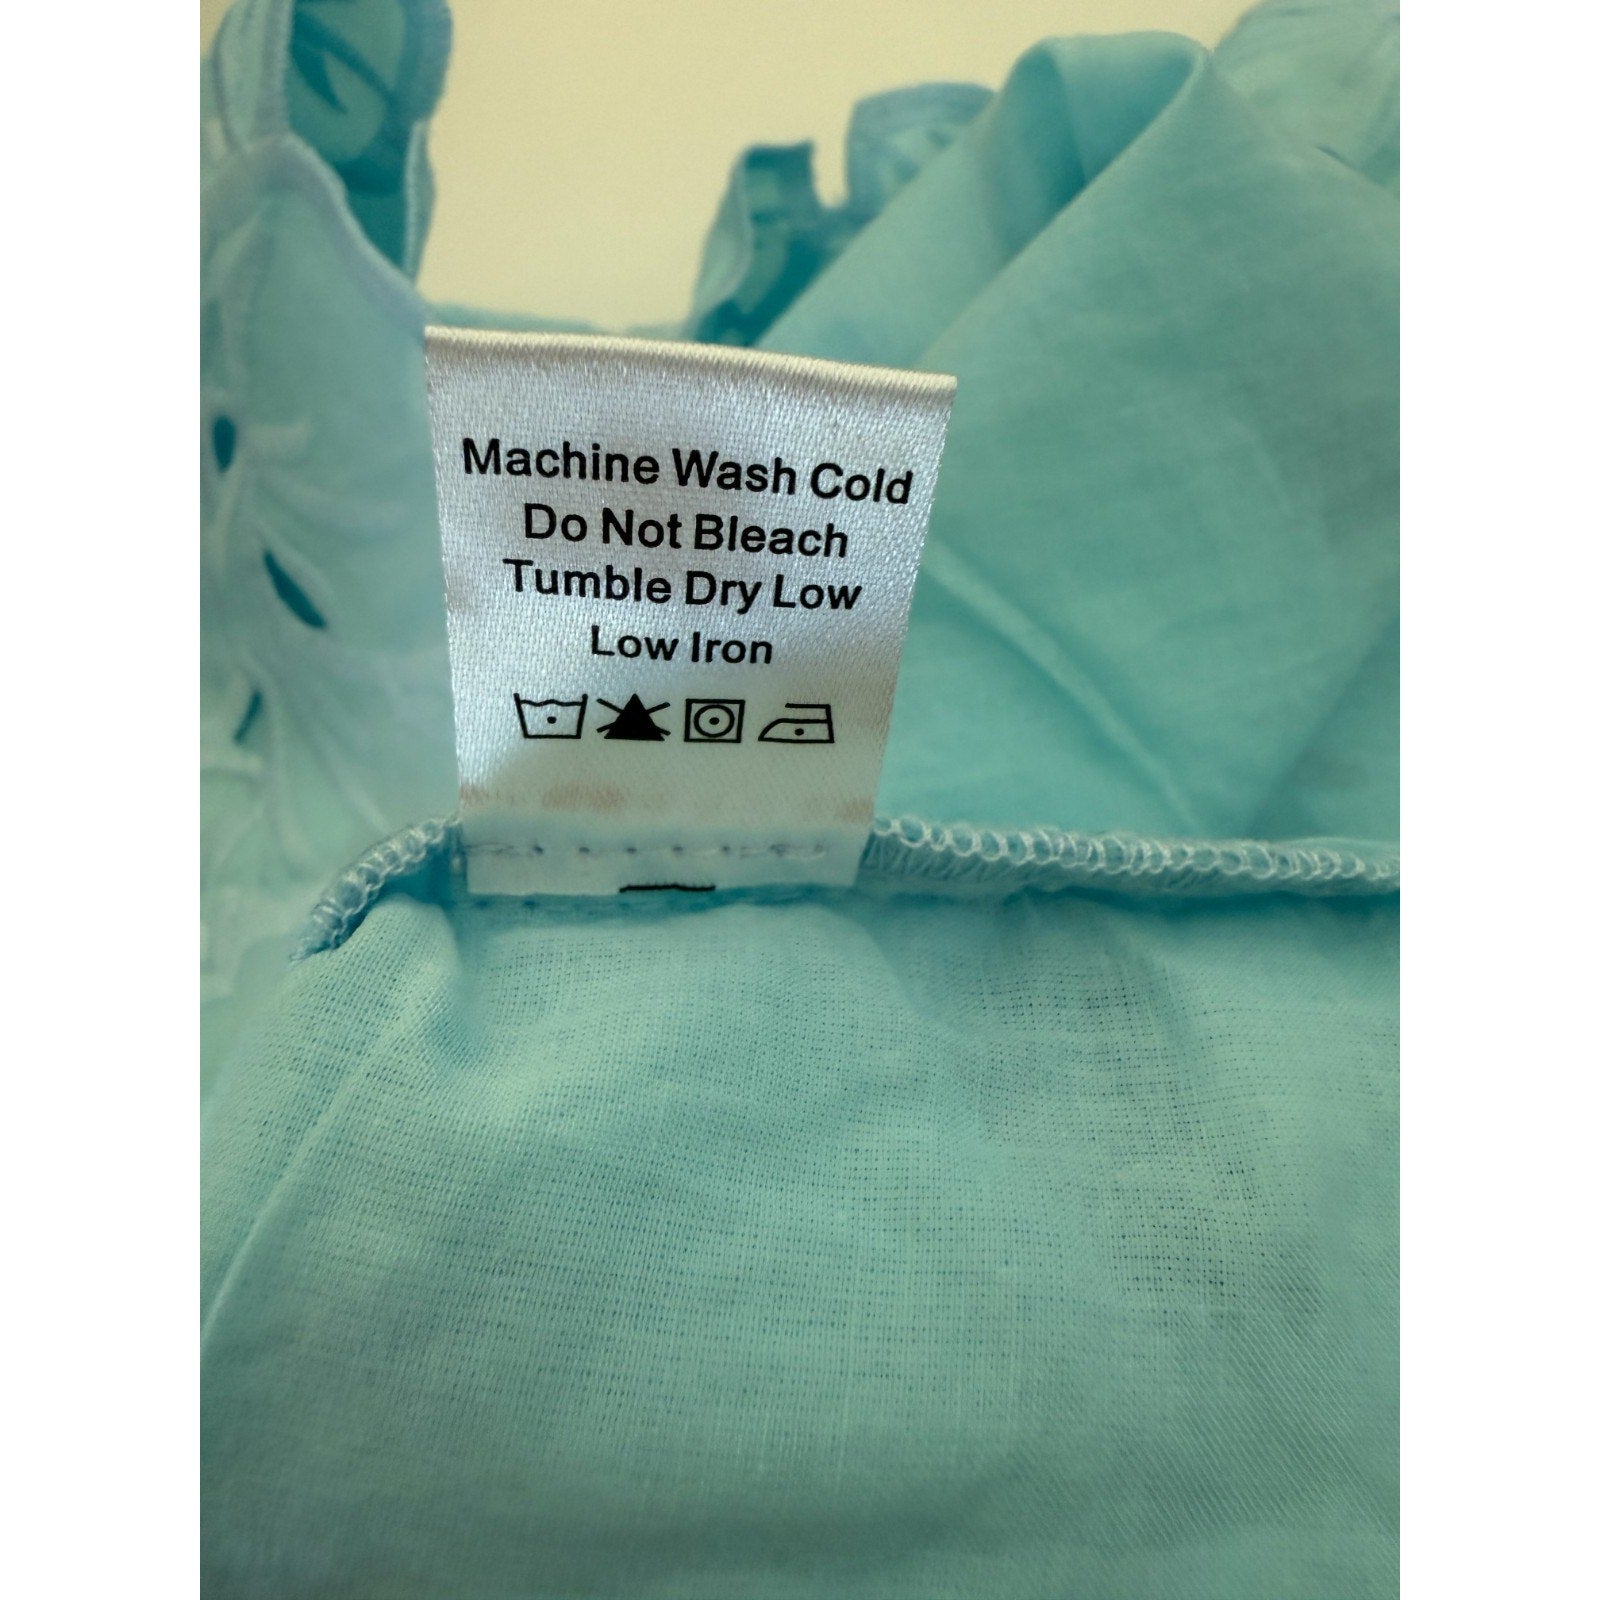 Machine Wash Cold
Do Not Bleach
Tumble Dry Low
Low Iron